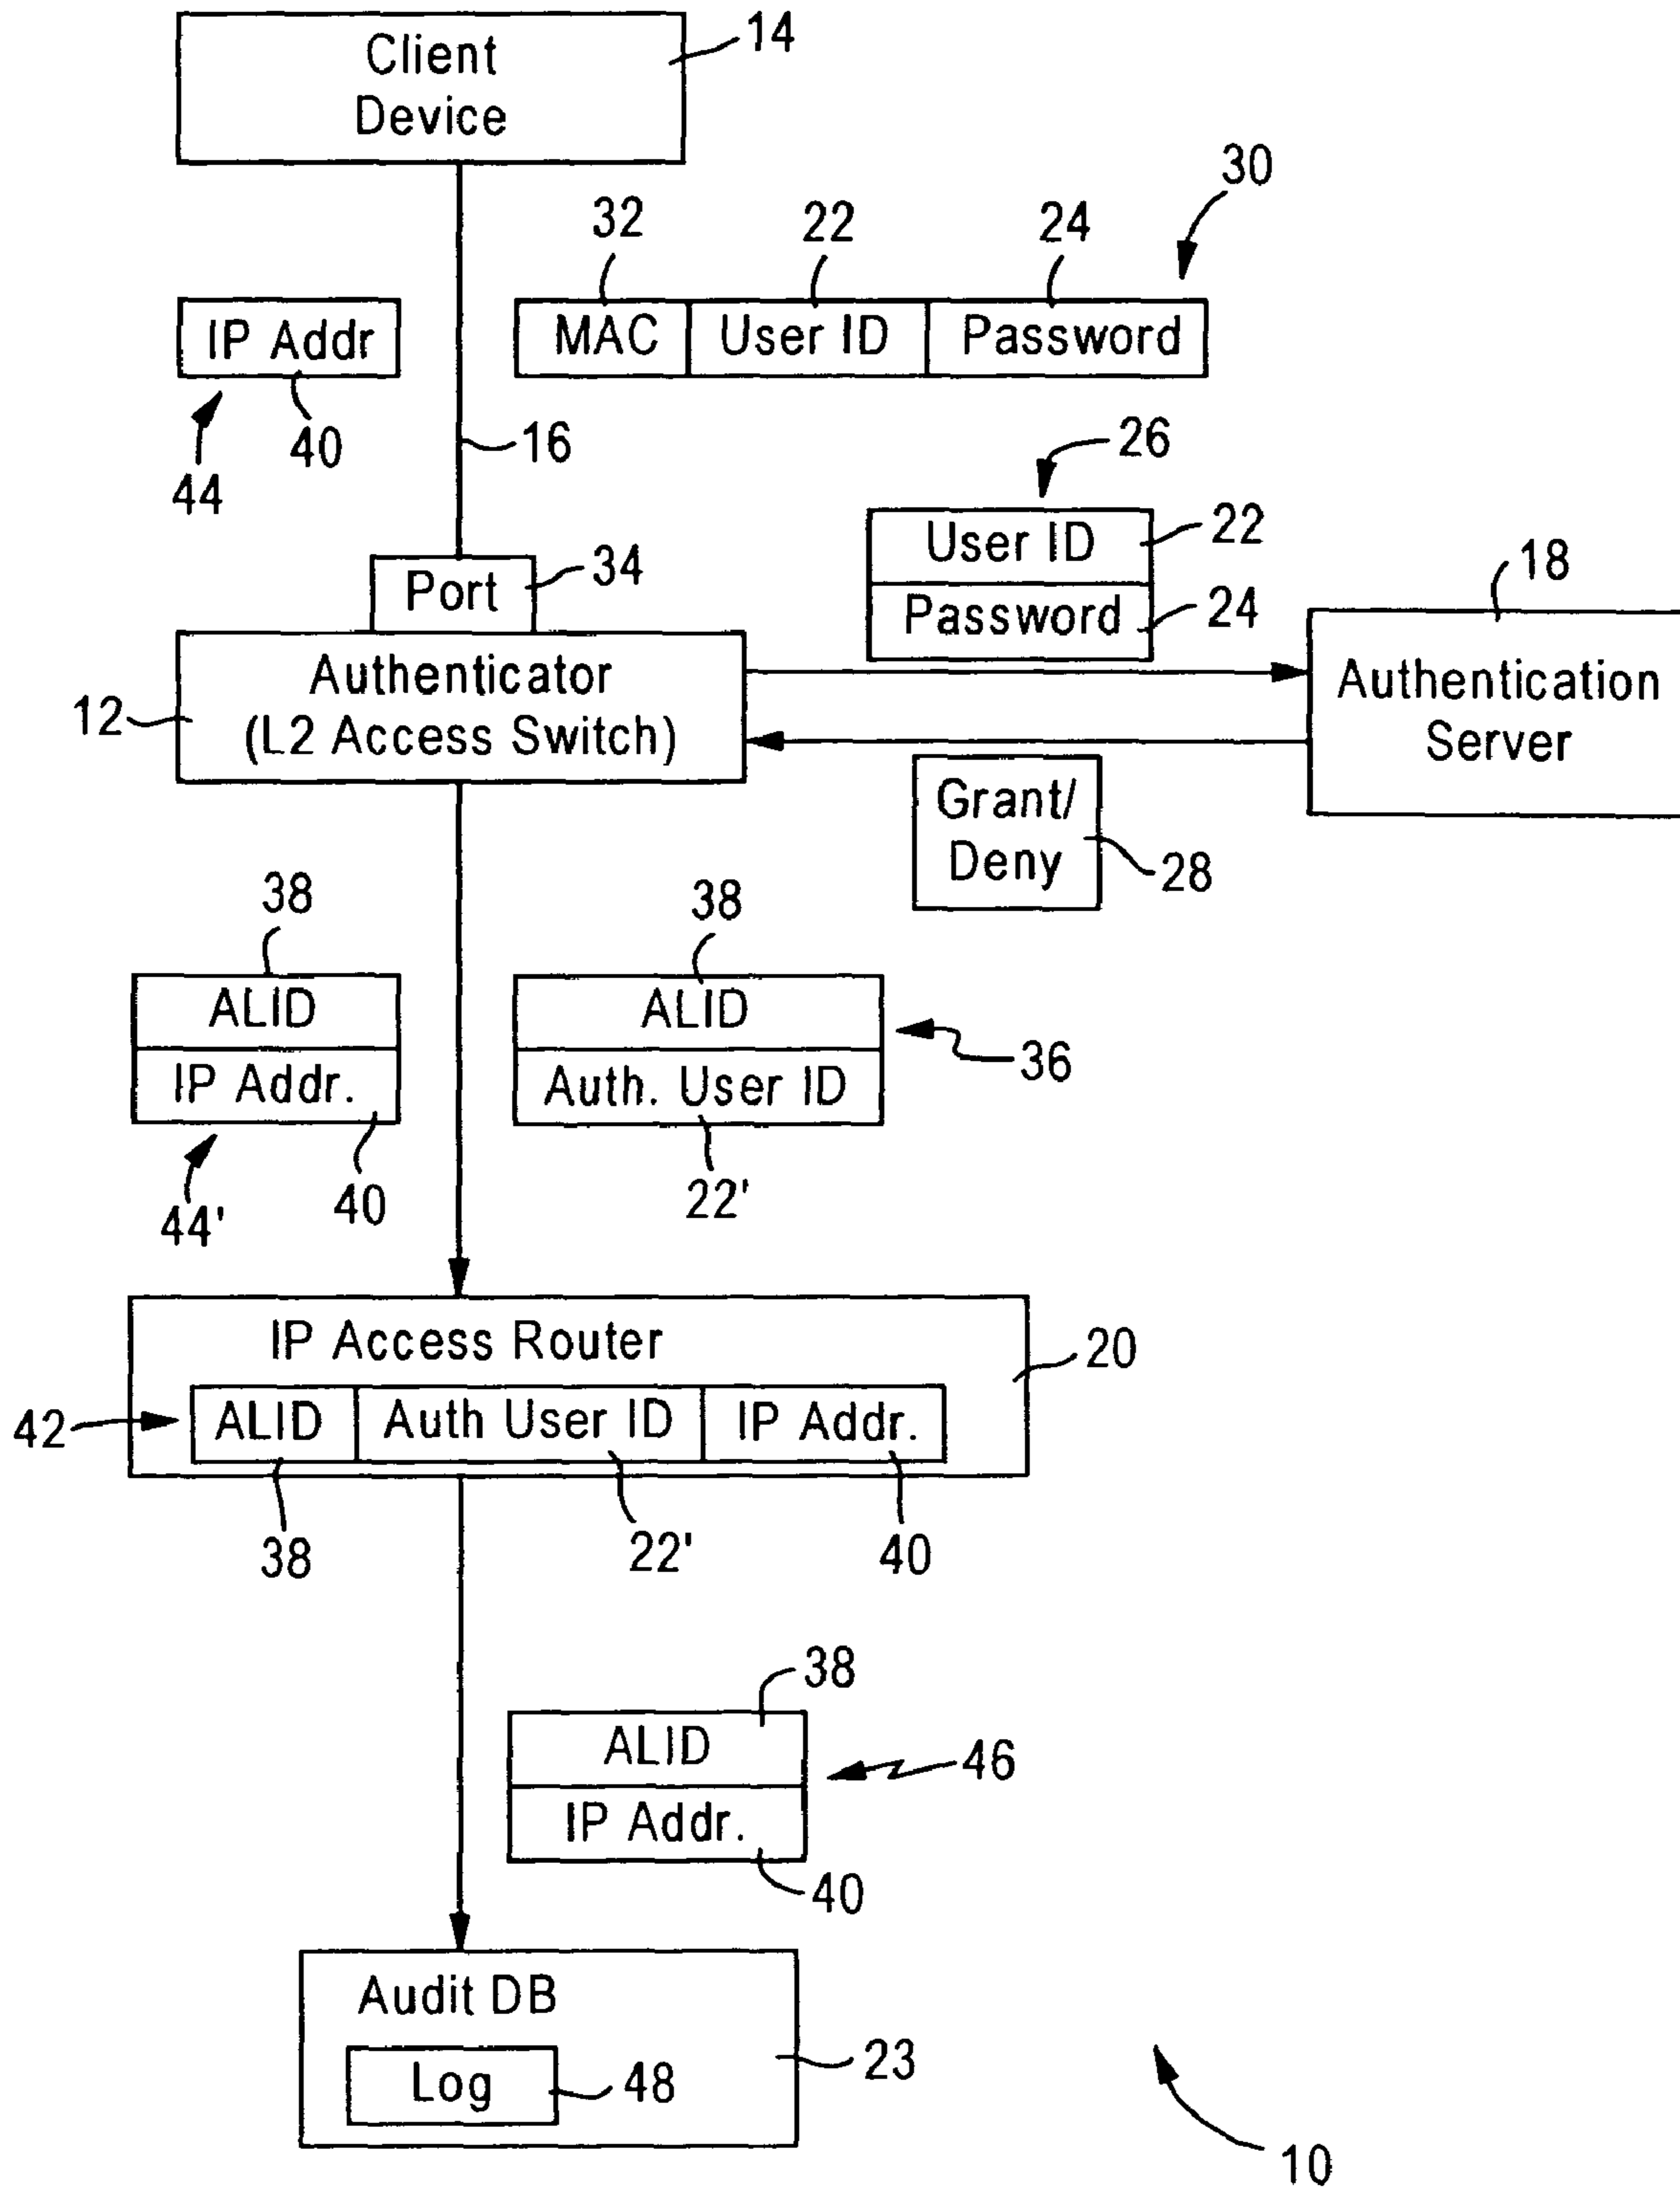 Client
Device
14
30
32
22
24
IP Addr
MAC
User ID
Password
40
44
16
26
User ID
22
Password
24
18
Port
34
Authenticator
(L2 Access Switch)
12
Authentication
Server
Grant/
Deny
28
38
38
ALID
IP Addr.
ALID
Auth. User ID
36
40
44'
22'
IP Access Router
20
42
ALID
Auth User ID
IP Addr.
38
22'
40
38
ALID
IP Addr.
46
40
Audit DB
23
Log
48
10